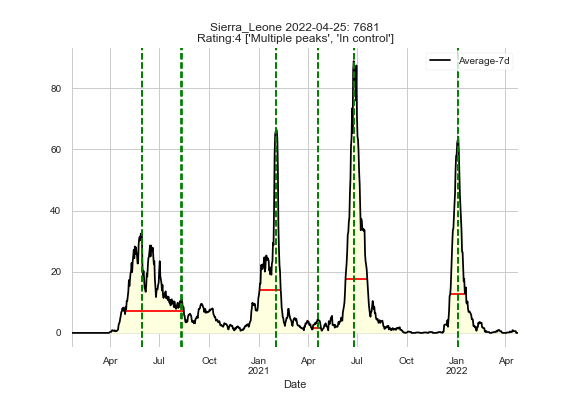 Sierra_Leone 2022-04-25: 7681
Rating:4 ['Multiple peaks', 'In control']
Average-7d
80
60
40
20
0
Apr
Jul
Oct
Jan
2021
Apr
Jul
Oct
Jan
2022
Apr
Date